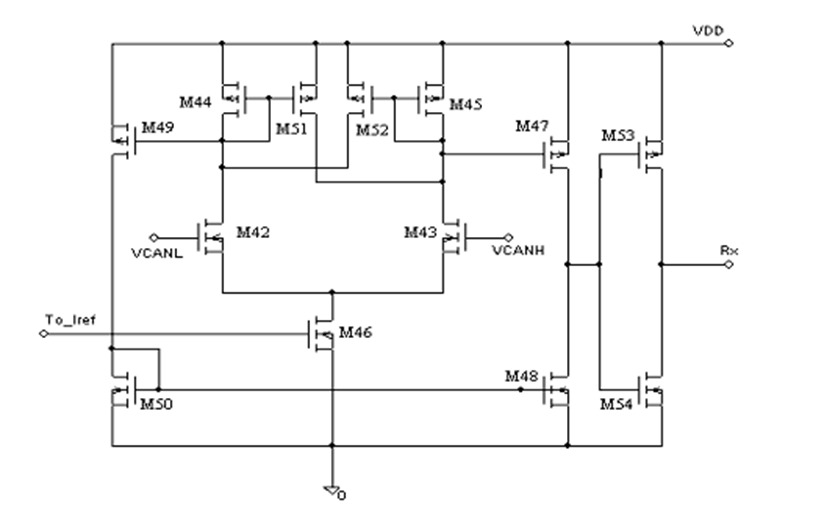 VDD
M44
M45
M49
M51
M52
M47
M53
M42
M43
VCANL
VCANH
Rx
To_Iref
M46
M48
M50
M54
0